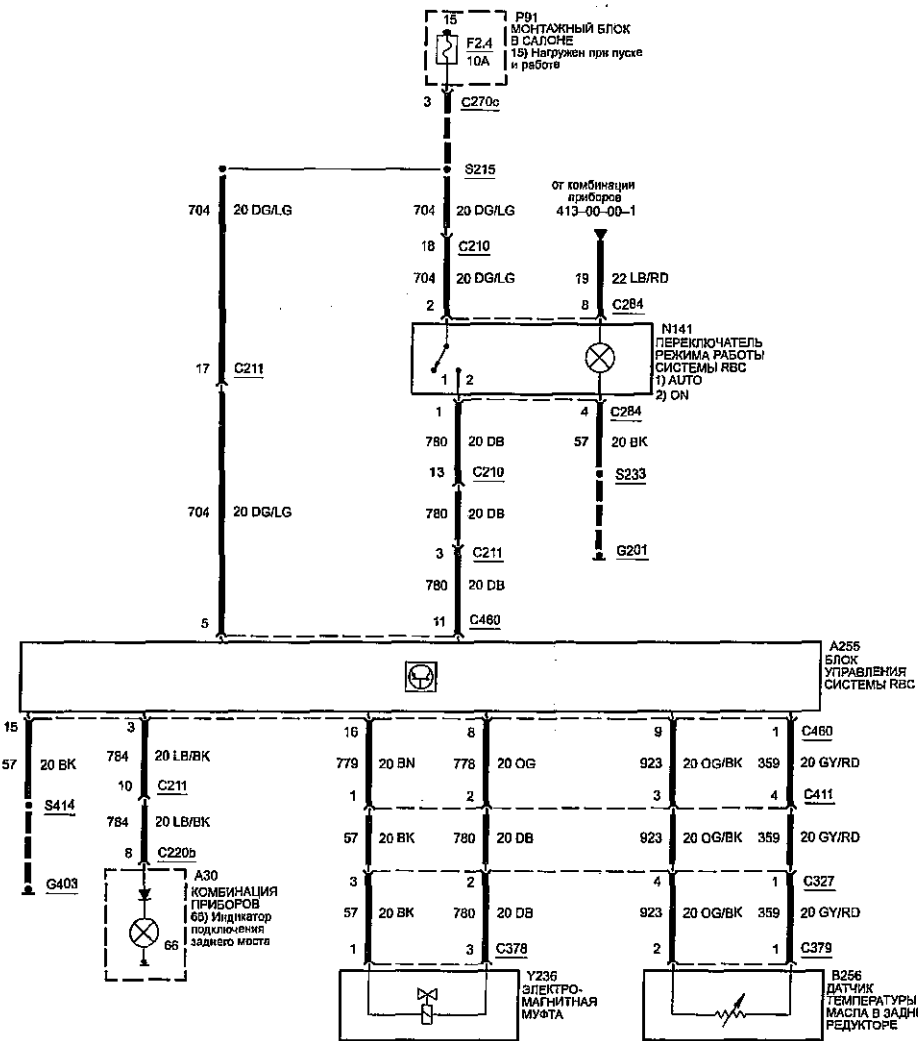 15
P91
МОНТАЖНЫЙ БЛОК
В САЛОНЕ
15) Нагружен при пуске
и работе
F2.4
10A
3 C270c
S215
от комбинации
приборов
413-00-00-1
704 20 DG/LG
704 20 DG/LG
18 C210
704 20 DG/LG
19 22 LB/RD
2
8 C284
N141
ПЕРЕКЛЮЧАТЕЛЬ
РЕЖИМА РАБОТЫ
СИСТЕМЫ RBC
1) AUTO
2) ON
1 2
17 C211
1
4 C284
780 20 DB
57 20 BK
13 C210
S233
704 20 DG/LG
780 20 DB
3 C211
G201
780 20 DB
5
11 C460
A255
БЛОК
УПРАВЛЕНИЯ
СИСТЕМЫ RBC
15
3
16
8
9
1 C460
57 20 BK
784 20 LB/BK
779 20 BN
778 20 OG
923 20 OG/BK
359 20 GY/RD
10 C211
1
2
3
4 C411
S414
784 20 LB/BK
57 20 BK
780 20 DB
923 20 OG/BK
359 20 GY/RD
8 C220b
3
2
4
1 C327
G403
A30
КОМБИНАЦИЯ
ПРИБОРОВ
66) Индикатор
подключения
заднего моста
66
57 20 BK
780 20 DB
923 20 OG/BK
359 20 GY/RD
1
3 C378
2
1 C379
Y236
ЭЛЕКТРО-
МАГНИТНАЯ
МУФТА
B256
ДАТЧИК
ТЕМПЕРАТУРЫ
МАСЛА В ЗАДН
РЕДУКТОРЕ